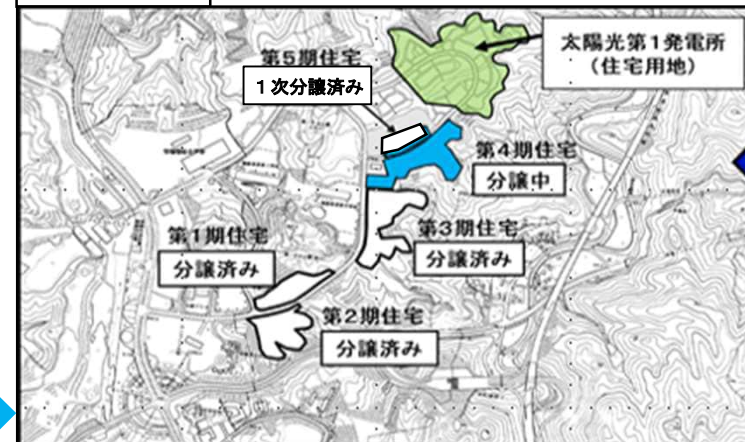 太陽光第1発電所
（住宅用地）
第5期住宅
１次分譲済み
第4期住宅
分譲中
第3期住宅
分譲済み
第1期住宅
分譲済み
第2期住宅
分譲済み